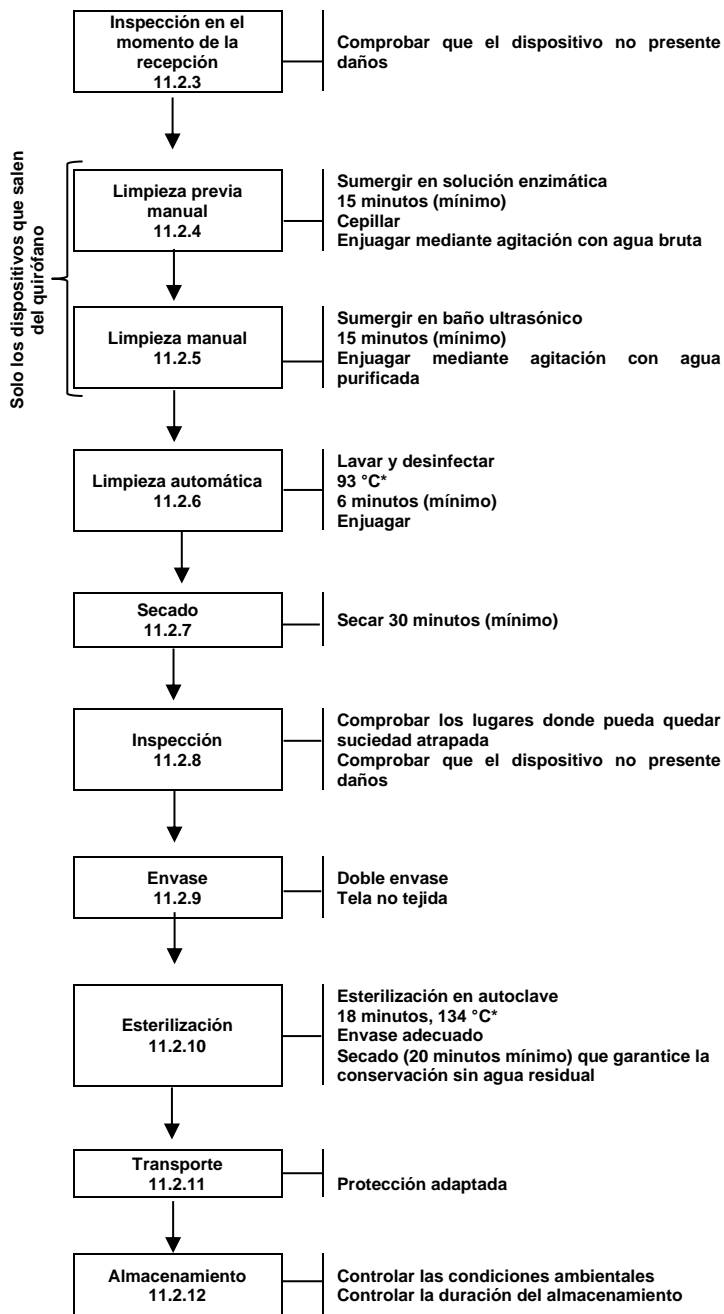 Inspección en el
momento de la
recepción
11.2.3
Comprobar que el dispositivo no presente
daños
Solo los dispositivos que salen
del quirófano
Limpieza previa
manual
11.2.4
Sumergir en solución enzimática
15 minutos (mínimo)
Cepillar
Enjuagar mediante agitación con agua bruta
Limpieza manual
11.2.5
Sumergir en baño ultrasónico
15 minutos (mínimo)
Enjuagar mediante agitación con agua
purificada
Limpieza automática
11.2.6
Lavar y desinfectar
93 °C*
6 minutos (mínimo)
Enjuagar
Secado
11.2.7
Secar 30 minutos (mínimo)
Inspección
11.2.8
Comprobar los lugares donde pueda quedar
suciedad atrapada
Comprobar que el dispositivo no presente
daños
Envase
11.2.9
Doble envase
Tela no tejida
Esterilización
11.2.10
Esterilización en autoclave
18 minutos, 134 °C*
Envase adecuado
Secado (20 minutos mínimo) que garantice la
conservación sin agua residual
Transporte
11.2.11
Protección adaptada
Almacenamiento
11.2.12
Controlar las condiciones ambientales
Controlar la duración del almacenamiento